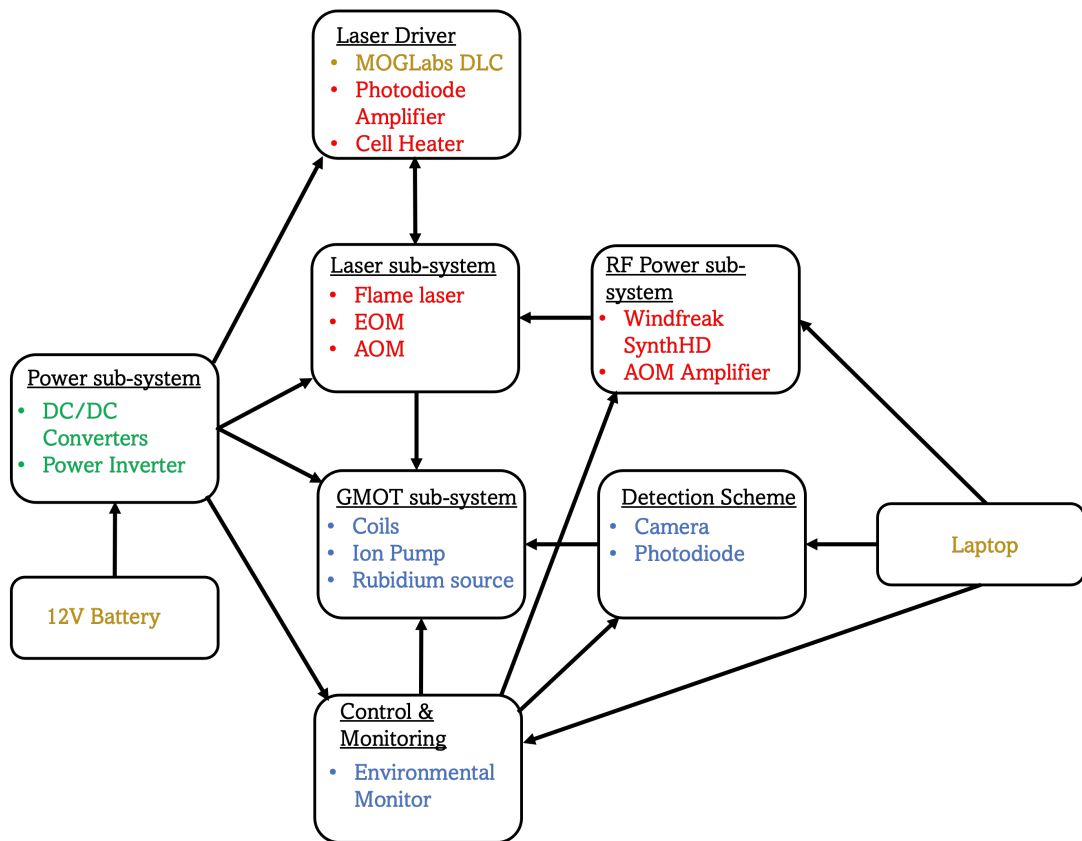 Laser Driver
• MOGLabs DLC
• Photodiode
Amplifier
• Cell Heater
Laser sub-system
• Flame laser
• EOM
• AOM
RF Power sub-
system
• Windfreak
SynthHD
• AOM Amplifier
Power sub-system
• DC/DC
Converters
• Power Inverter
GMOT sub-system
• Coils
• Ion Pump
• Rubidium source
Detection Scheme
• Camera
• Photodiode
Laptop
12V Battery
Control &
Monitoring
• Environmental
Monitor